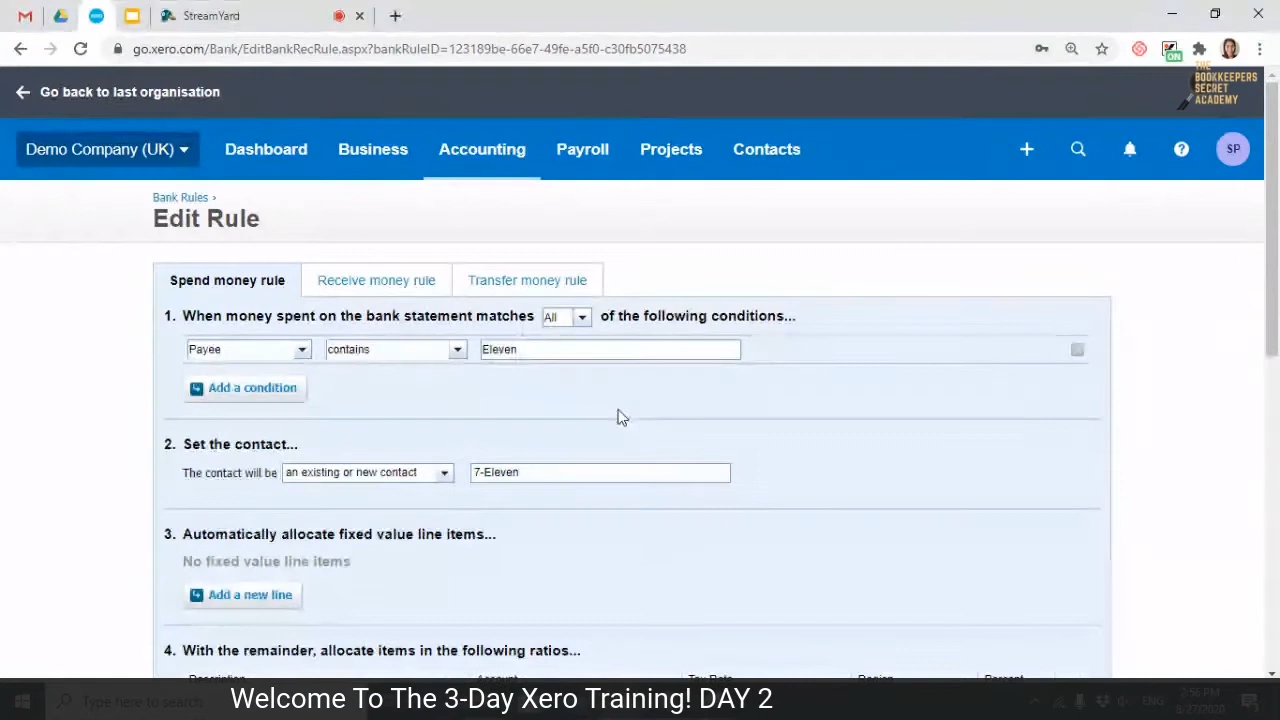 StreamYard
go.xero.com/Bank/EditBankRecRule.aspx?bankRuleID=123189be-66e7-49fe-a5f0-c30fb5075438
ON
THE
BOOKKEEPERS
SECRET
ACADEMY
Go back to last organisation
Demo Company (UK) Dashboard Business Accounting Payroll Projects Contacts SP
Bank Rules ›
Edit Rule
Spend money rule Receive money rule Transfer money rule
1. When money spent on the bank statement matches All of the following conditions...
Payee contains Eleven
Add a condition
2. Set the contact...
The contact will be an existing or new contact 7-Eleven
3. Automatically allocate fixed value line items...
No fixed value line items
Add a new line
4. With the remainder, allocate items in the following ratios...
Description Account Tax Rate Region Percent
Type here to search
ENG
2:56 PM
8/27/2020
Welcome To The 3-Day Xero Training! DAY 2